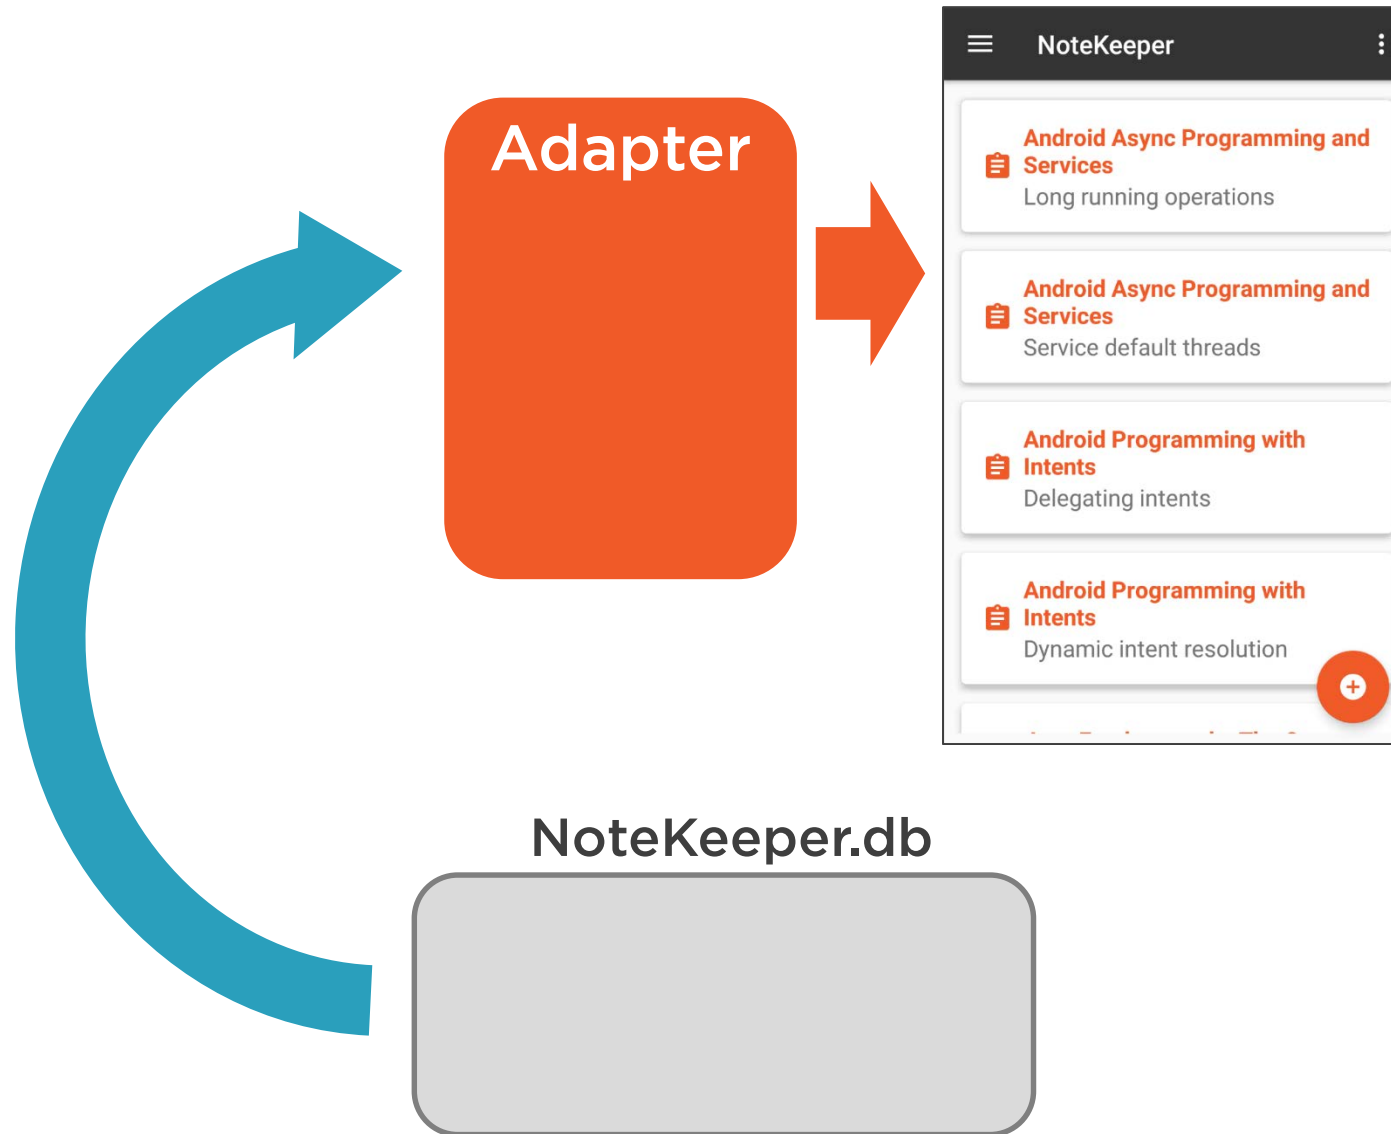 NoteKeeper
Adapter
Android Async Programming and
Services
Long running operations
Android Async Programming and
Services
Service default threads
Android Programming with
Intents
Delegating intents
Android Programming with
Intents
Dynamic intent resolution
NoteKeeper.db